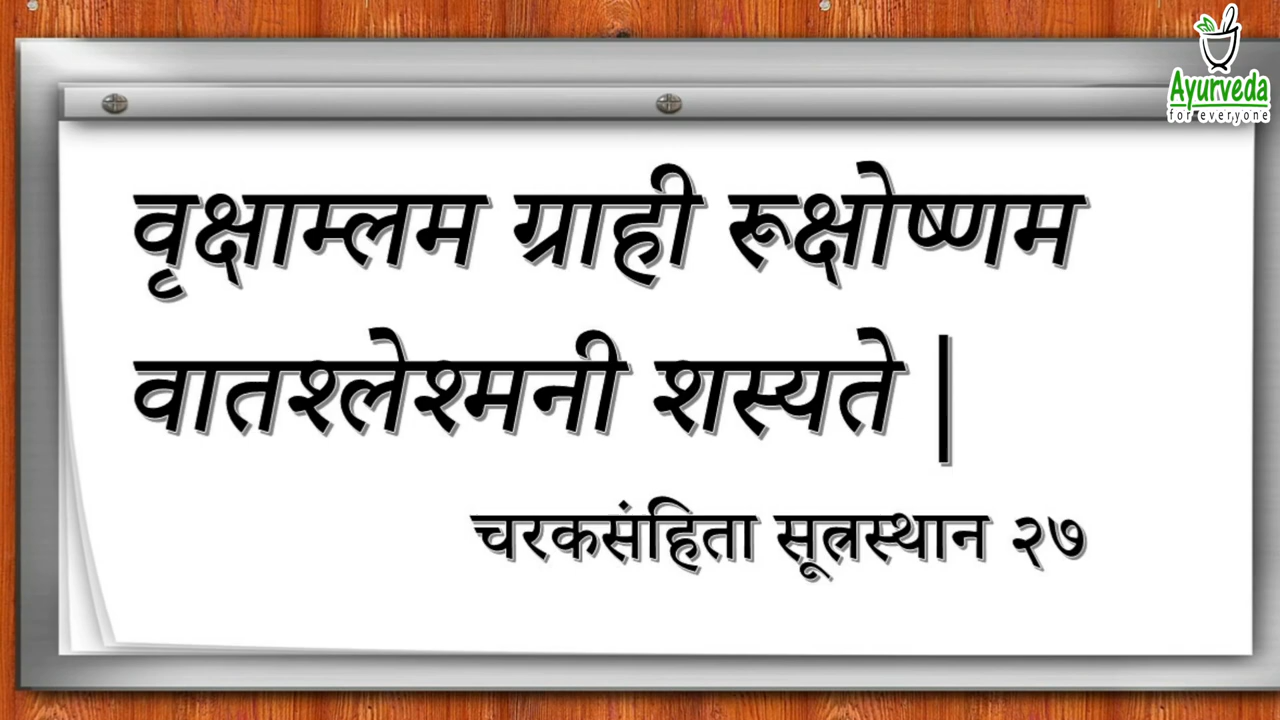 Ayurveda
for everyone
वृक्षाम्लम ग्राही रूक्षोष्णम
वातश्लेश्मनी शस्यते |
चरकसंहिता सूत्रस्थान २७